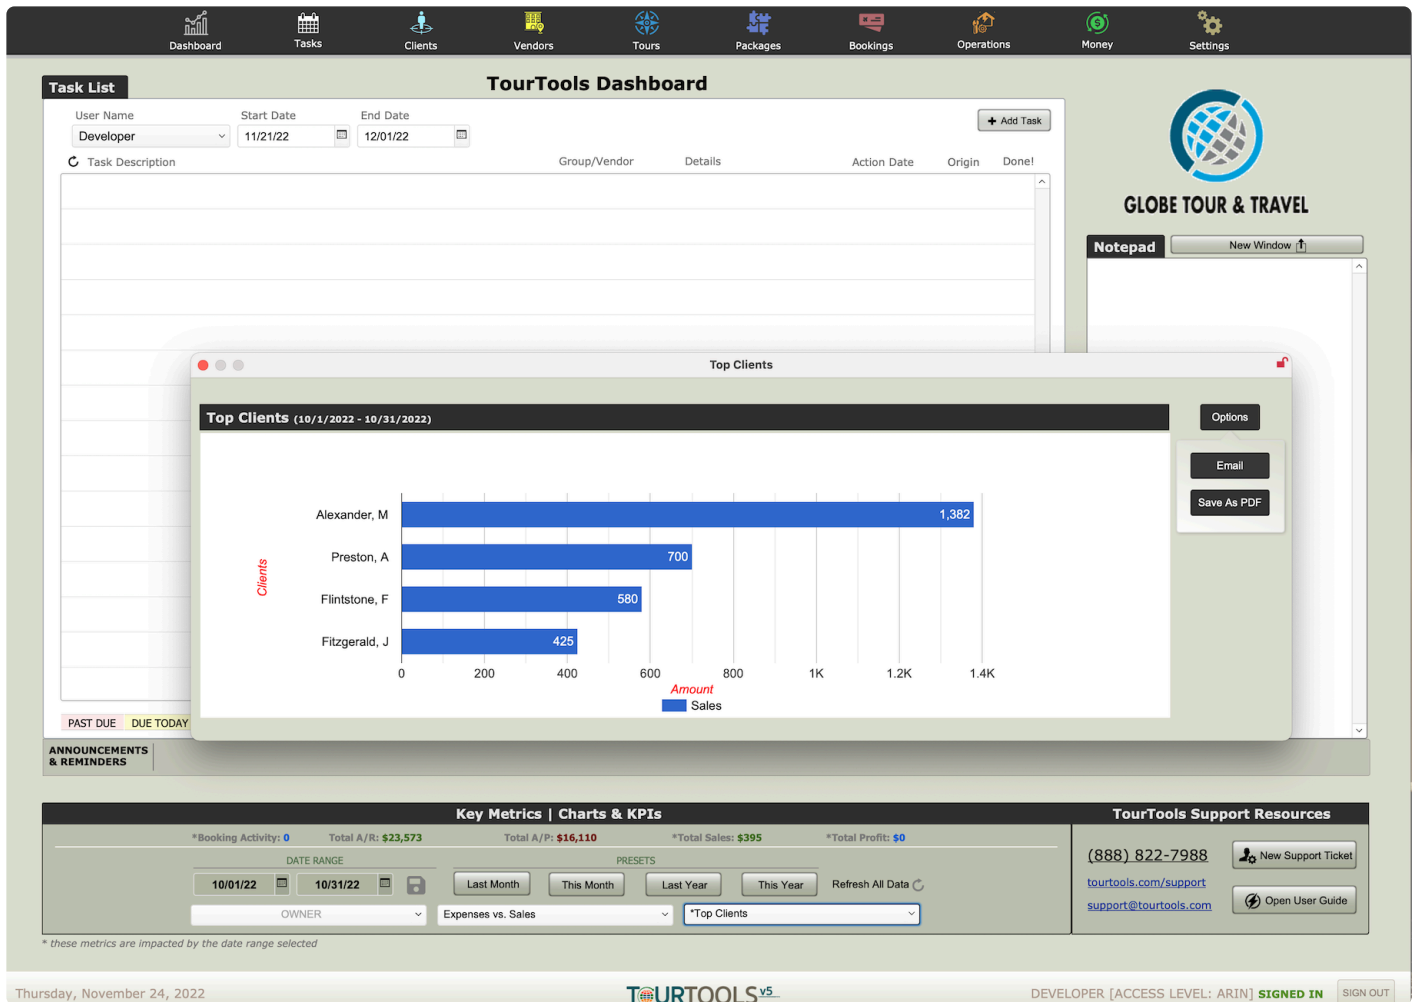 Dashboard
Tasks
Clients
Vendors
Tours
Packages
Bookings
Operations
Money
Settings
Task List
TourTools Dashboard
User Name
Start Date
End Date
Developer
11/21/22
12/01/22
+ Add Task
Task Description
Group/Vendor
Details
Action Date
Origin
Done!
GLOBE TOUR & TRAVEL
Notepad
New Window
Top Clients
Top Clients (10/1/2022 - 10/31/2022)
Options
Email
Save As PDF
Clients
Alexander, M
1,382
Preston, A
700
Flintstone, F
580
Fitzgerald, J
425
0 200 400 600 800 1K 1.2K 1.4K
Amount
Sales
PAST DUE
DUE TODAY
ANNOUNCEMENTS
& REMINDERS
Key Metrics | Charts & KPIs
*Booking Activity: 0
Total A/R: $23,573
Total A/P: $16,110
*Total Sales: $395
*Total Profit: $0
DATE RANGE
PRESETS
10/01/22
10/31/22
Last Month
This Month
Last Year
This Year
Refresh All Data
OWNER
Expenses vs. Sales
*Top Clients
* these metrics are impacted by the date range selected
TourTools Support Resources
(888) 822-7988
New Support Ticket
tourtools.com/support
support@tourtools.com
Open User Guide
Thursday, November 24, 2022
TOURTOOLS v5
DEVELOPER [ACCESS LEVEL: ARIN] SIGNED IN
SIGN OUT